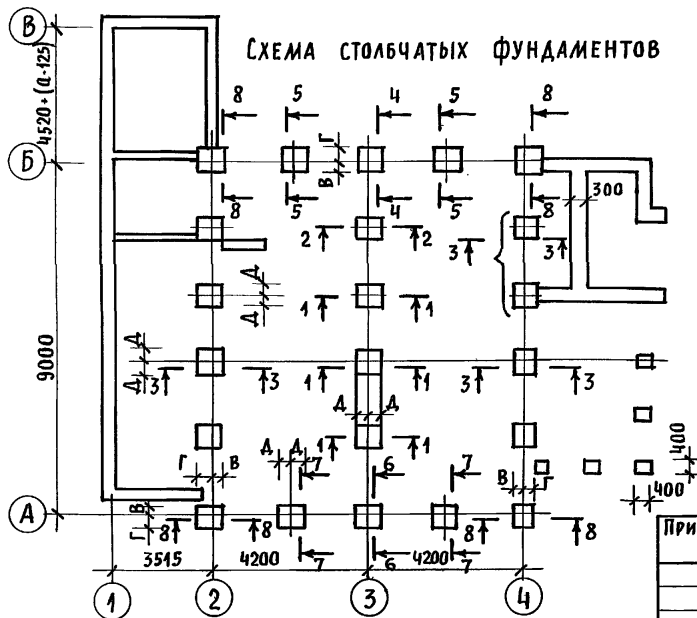 В
Схема столбчатых фундаментов
4520+(а-125)
8 5 4 5 8
Г
Б
В
300
8 5 4 5 8
2 2 3 3
Д
Д
1 1
9000
Д
Д
3 3 1 1 3 3
Д Д
1 1
400
Г В Д Д 7 6 7 В Г
400
А
В
Г
8 8 8 8
При
3515 4200 7 6 4200 7
1 2 3 4